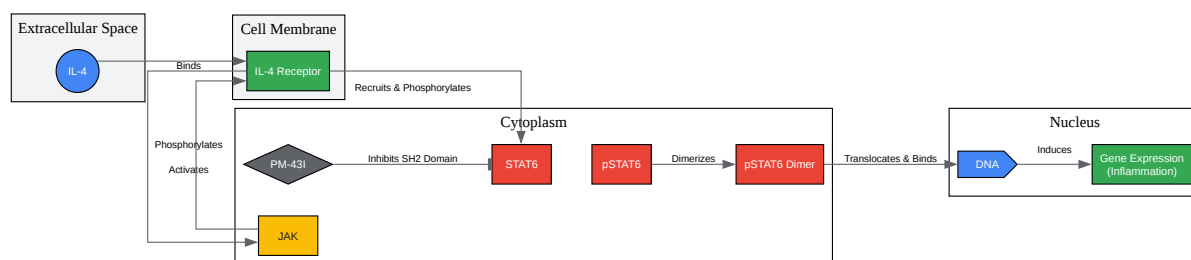 Extracellular Space
Cell Membrane
IL-4
Binds
IL-4 Receptor
Recruits & Phosphorylates
Cytoplasm
Nucleus
Phosphorylates
Activates
PM-43I
Inhibits SH2 Domain
STAT6
pSTAT6
Dimerizes
pSTAT6 Dimer
Translocates & Binds
DNA
Induces
Gene Expression
(Inflammation)
JAK